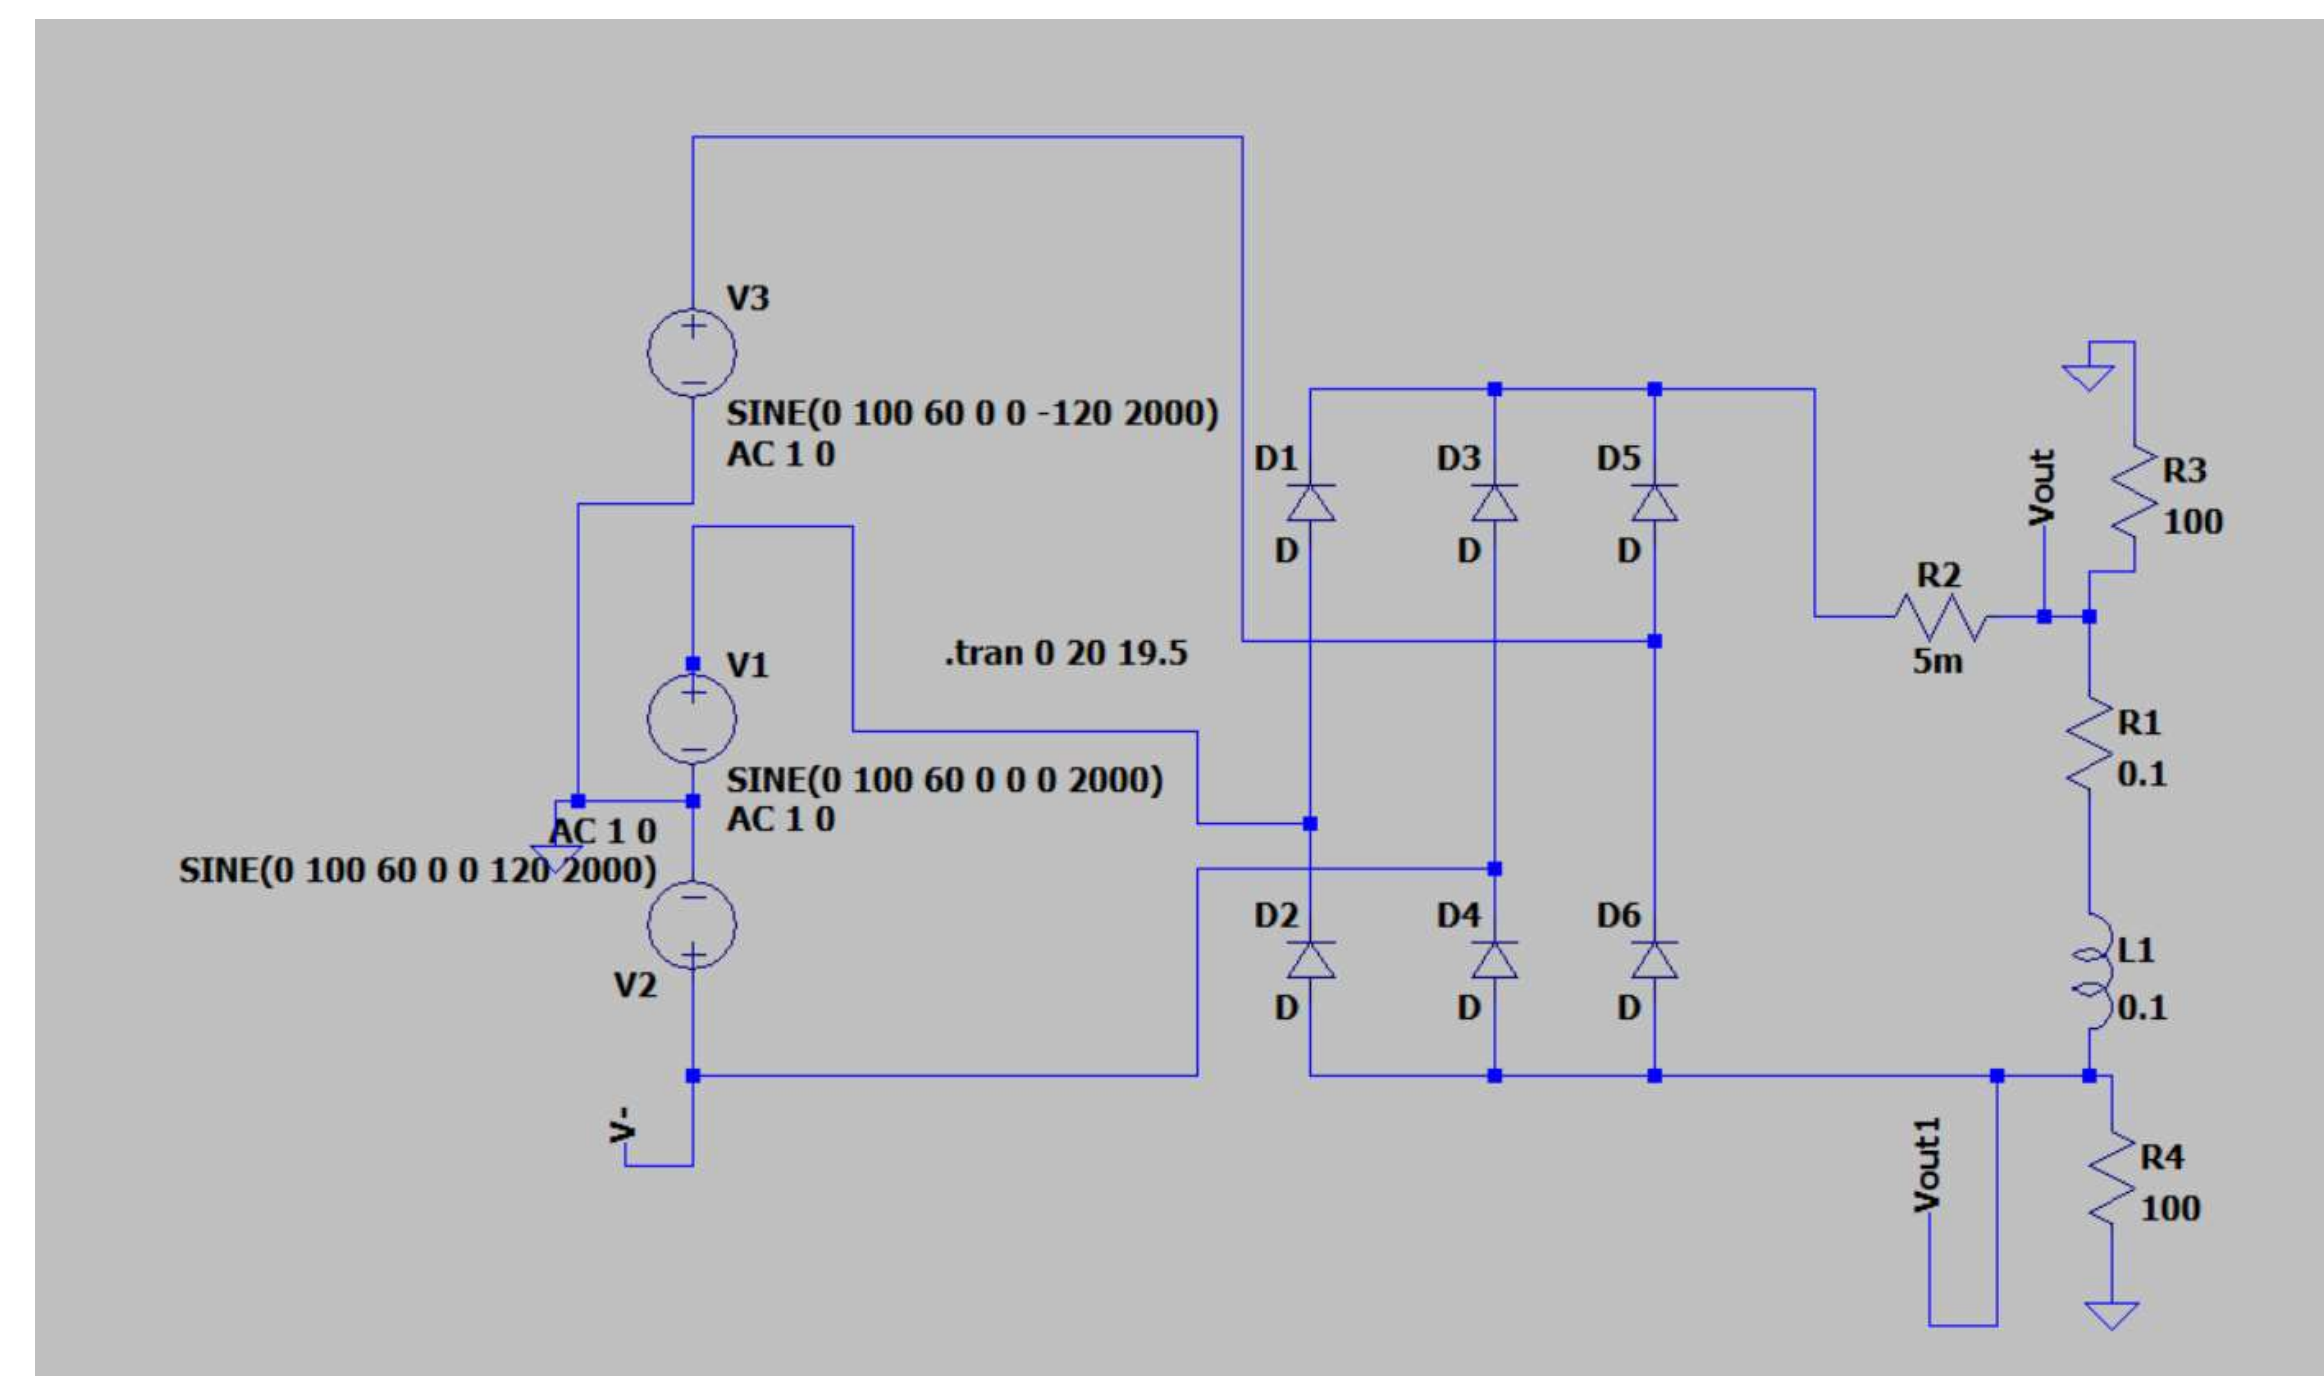 V3
SINE(0 100 60 0 0 -120 2000)
AC 1 0
D1
D3
D5
Vout
R3
100
D
D
D
R2
5m
.tran 0 20 19.5
V1
SINE(0 100 60 0 0 0 2000)
AC 1 0
R1
0.1
AC 1 0
SINE(0 100 60 0 0 120 2000)
V2
D2
D4
D6
D
D
D
L1
0.1
V-
Vout1
R4
100